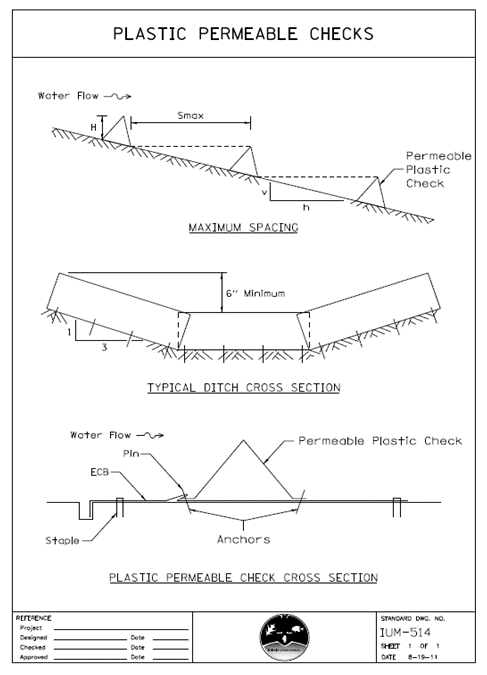 PLASTIC PERMEABLE CHECKS
Water Flow
Smax
H
Permeable
Plastic
Check
v
h
MAXIMUM SPACING
6" Minimum
1
3
TYPICAL DITCH CROSS SECTION
Water Flow
Permeable Plastic Check
Pin
ECB
Staple
Anchors
PLASTIC PERMEABLE CHECK CROSS SECTION
REFERENCE
Project
Designed Date
Checked Date
Approved Date
STANDARD DWG. NO.
IUM-514
SHEET 1 OF 1
DATE 8-19-11